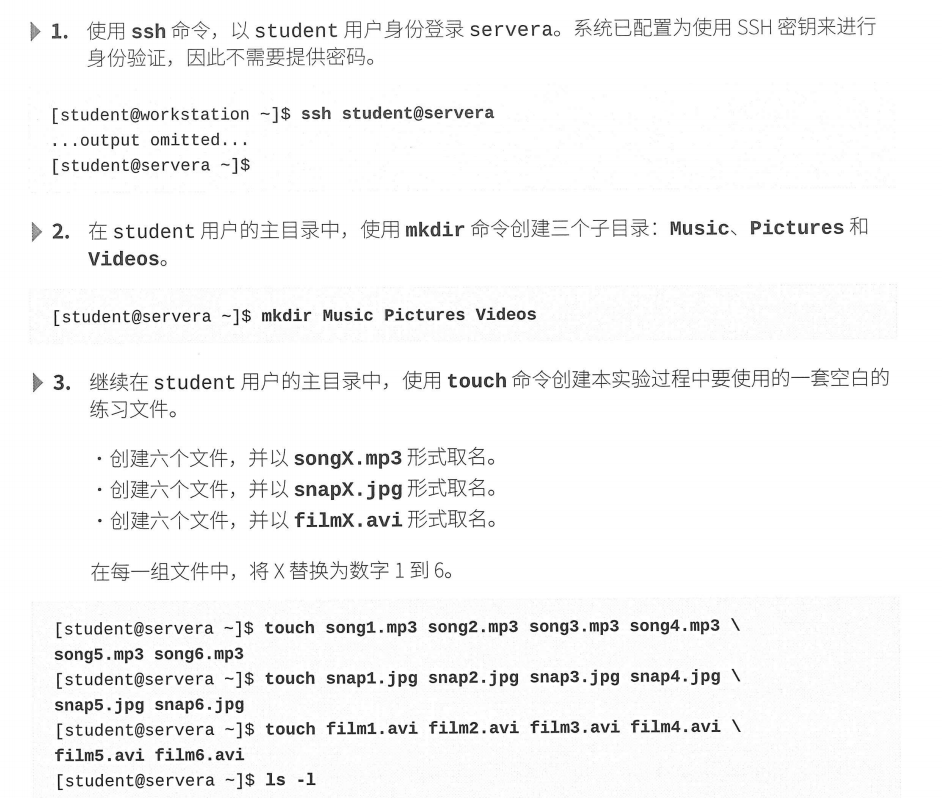 1. 使用 ssh 命令，以 student 用户身份登录 servera。系统已配置为使用 SSH 密钥来进行
身份验证，因此不需要提供密码。
[student@workstation ~]$ ssh student@servera
...output omitted...
[student@servera ~]$
2. 在 student 用户的主目录中，使用 mkdir 命令创建三个子目录：Music、Pictures 和
Videos。
[student@servera ~]$ mkdir Music Pictures Videos
3. 继续在 student 用户的主目录中，使用 touch 命令创建本实验过程中要使用的一套空白的
练习文件。
· 创建六个文件，并以 songX.mp3 形式取名。
· 创建六个文件，并以 snapX.jpg 形式取名。
· 创建六个文件，并以 filmX.avi 形式取名。
在每一组文件中，将 X 替换为数字 1 到 6。
[student@servera ~]$ touch song1.mp3 song2.mp3 song3.mp3 song4.mp3 \
song5.mp3 song6.mp3
[student@servera ~]$ touch snap1.jpg snap2.jpg snap3.jpg snap4.jpg \
snap5.jpg snap6.jpg
[student@servera ~]$ touch film1.avi film2.avi film3.avi film4.avi \
film5.avi film6.avi
[student@servera ~]$ ls -l